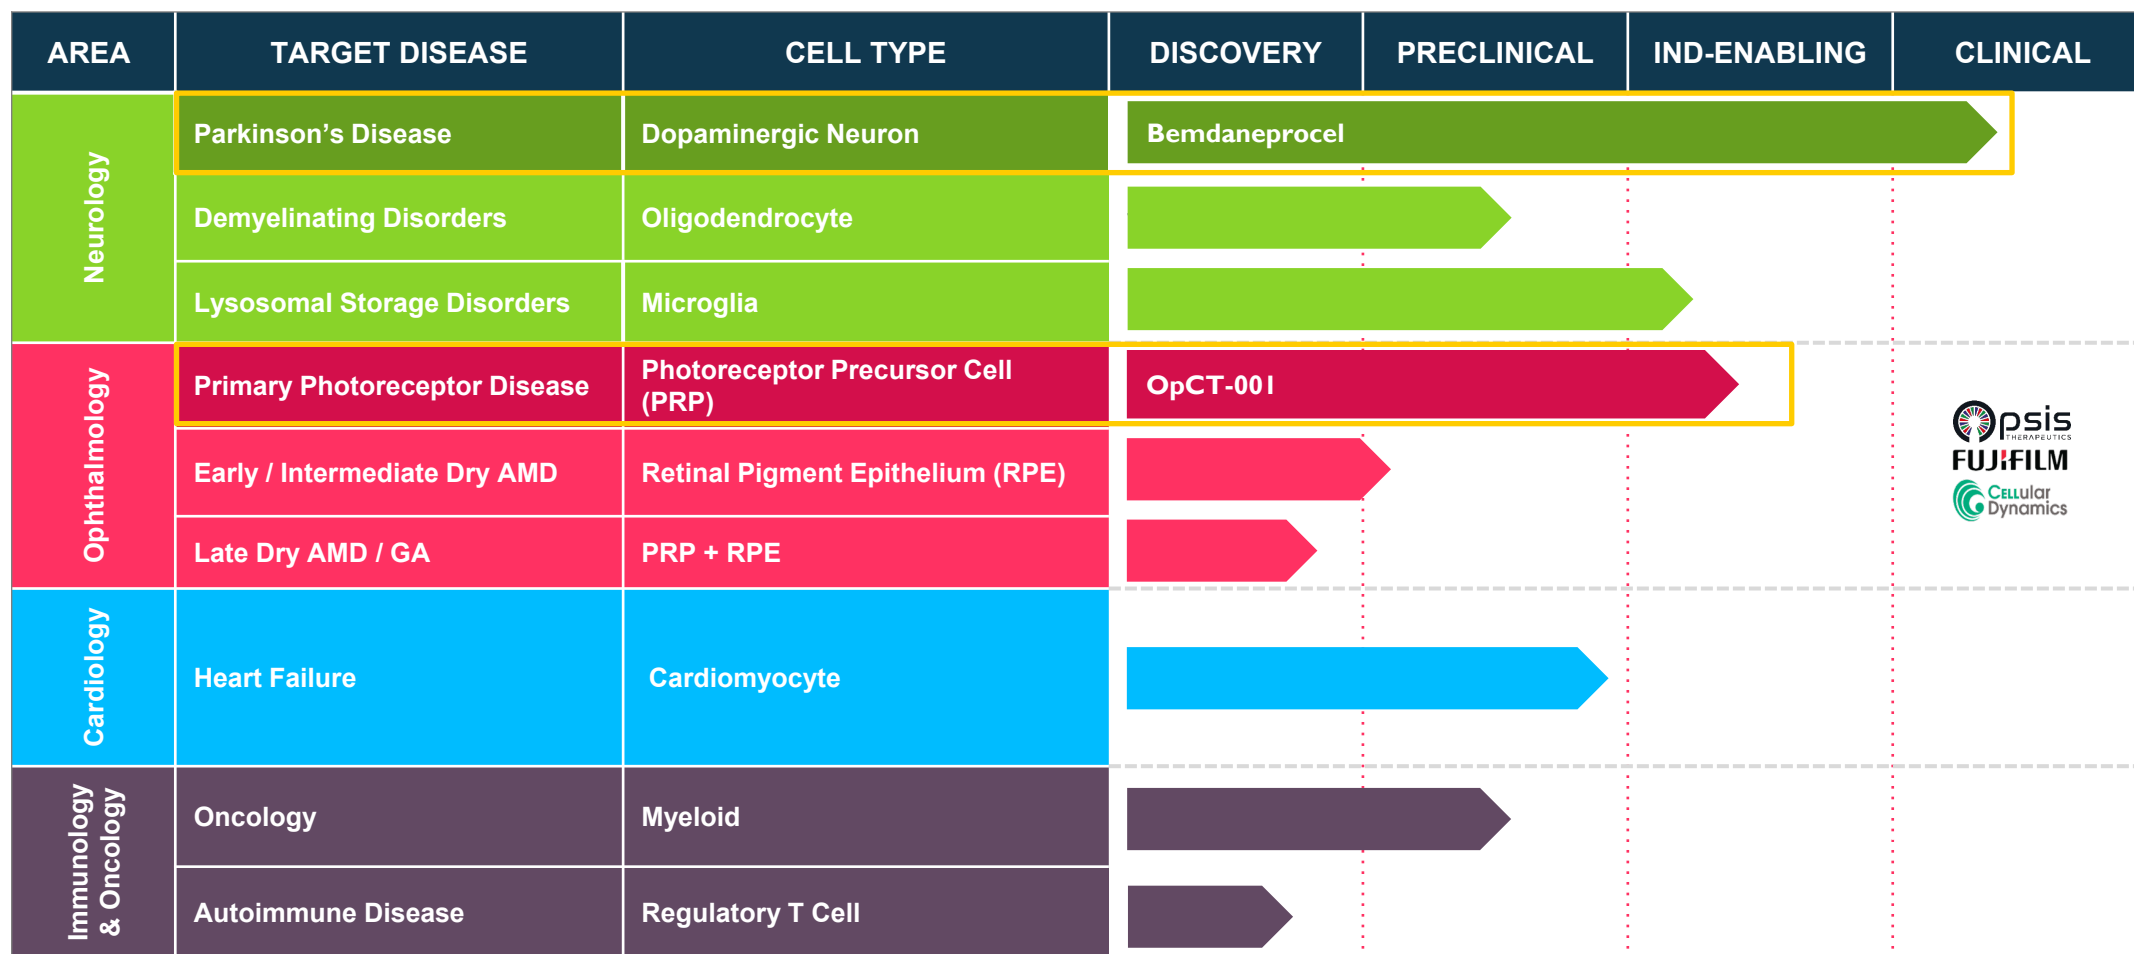 AREA
TARGET DISEASE
CELL TYPE
DISCOVERY
PRECLINICAL
IND-ENABLING
CLINICAL
Neurology
Parkinson’s Disease
Dopaminergic Neuron
Bemdaneprocel
Demyelinating Disorders
Oligodendrocyte
Lysosomal Storage Disorders
Microglia
Ophthalmology
Primary Photoreceptor Disease
Photoreceptor Precursor Cell
(PRP)
OpCT-001
Early / Intermediate Dry AMD
Retinal Pigment Epithelium (RPE)
Late Dry AMD / GA
PRP + RPE
Opsis
THERAPEUTICS
FUJIFILM
CELLular
Dynamics
Cardiology
Heart Failure
Cardiomyocyte
Immunology
& Oncology
Oncology
Myeloid
Autoimmune Disease
Regulatory T Cell